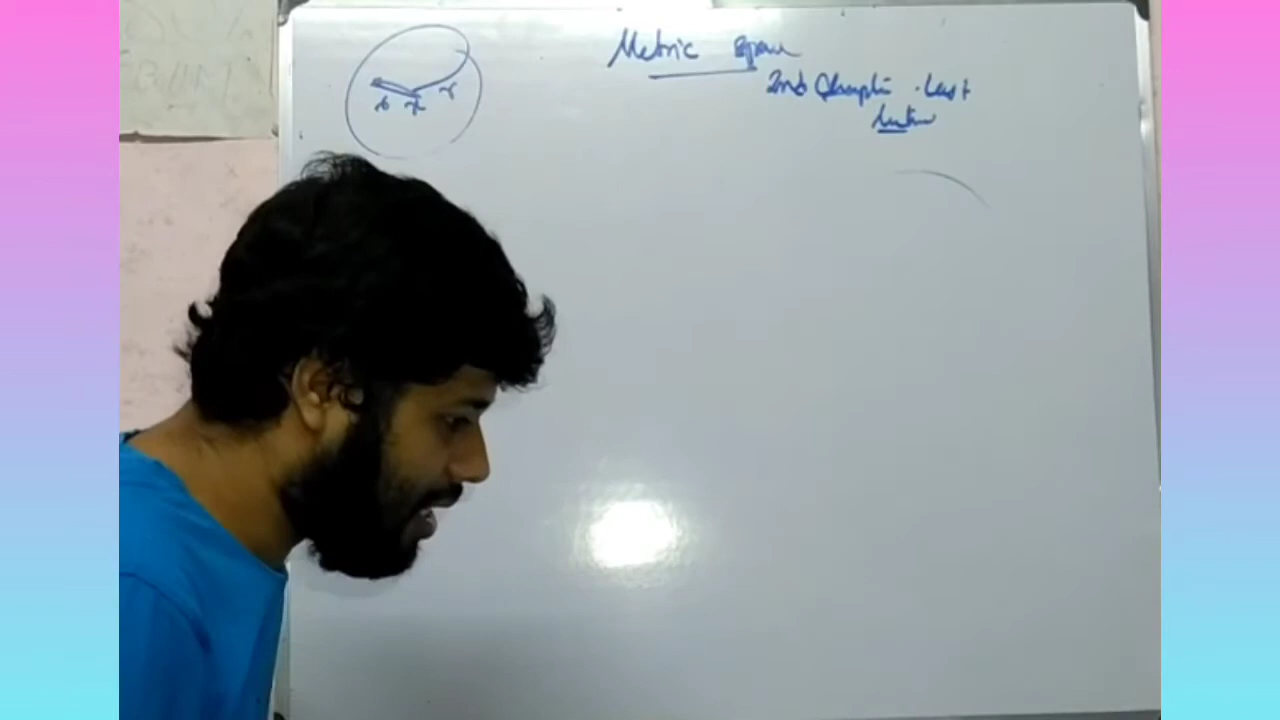 Metric Space
2nd Chapter · Last
Lecture
r